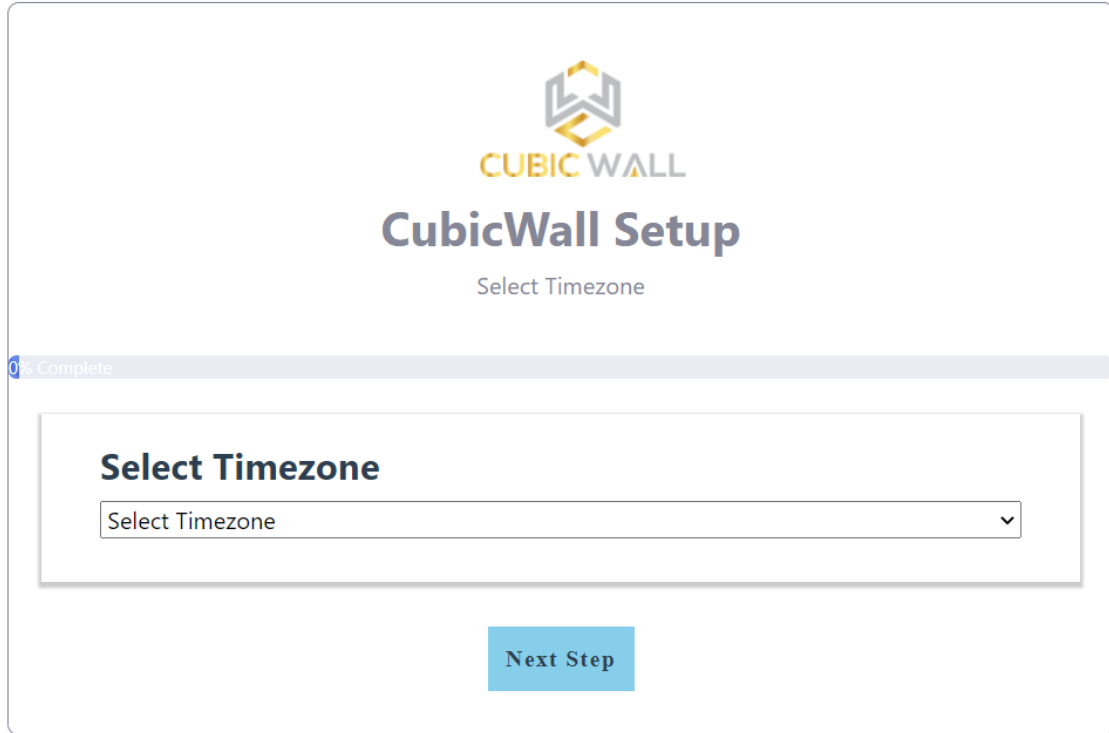 CUBIC WALL
CubicWall Setup
Select Timezone
0% Complete
Select Timezone
Select Timezone
Next Step